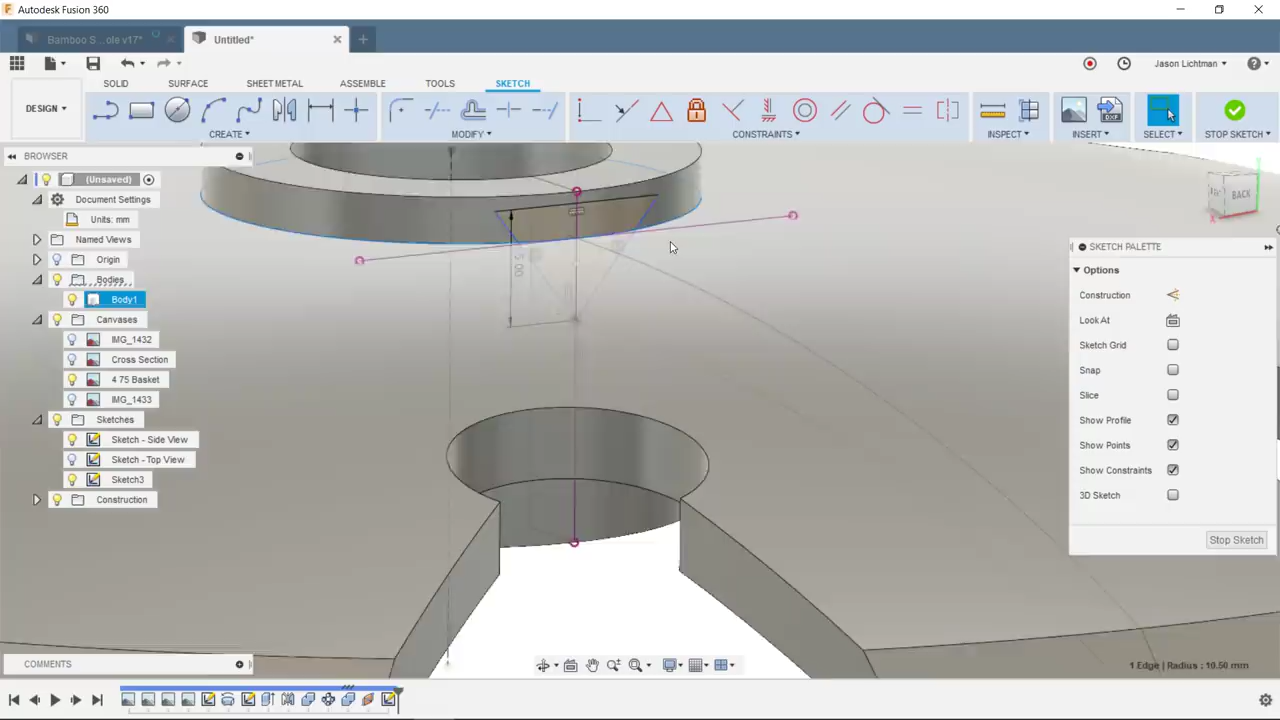 Autodesk Fusion 360
Bamboo S...ole v17*
Untitled*
SOLID SURFACE SHEET METAL ASSEMBLE TOOLS SKETCH
Jason Lichtman
DESIGN
CREATE MODIFY CONSTRAINTS INSPECT INSERT SELECT STOP SKETCH
DXF
BROWSER
(Unsaved)
Document Settings
Units: mm
Named Views
Origin
Bodies
Body1
Canvases
IMG_1432
Cross Section
4 75 Basket
IMG_1433
Sketches
Sketch - Side View
Sketch - Top View
Sketch3
Construction
5.00
BACK
SKETCH PALETTE
Options
Construction
Look At
Sketch Grid
Snap
Slice
Show Profile
Show Points
Show Constraints
3D Sketch
Stop Sketch
1 Edge | Radius : 10.50 mm
COMMENTS